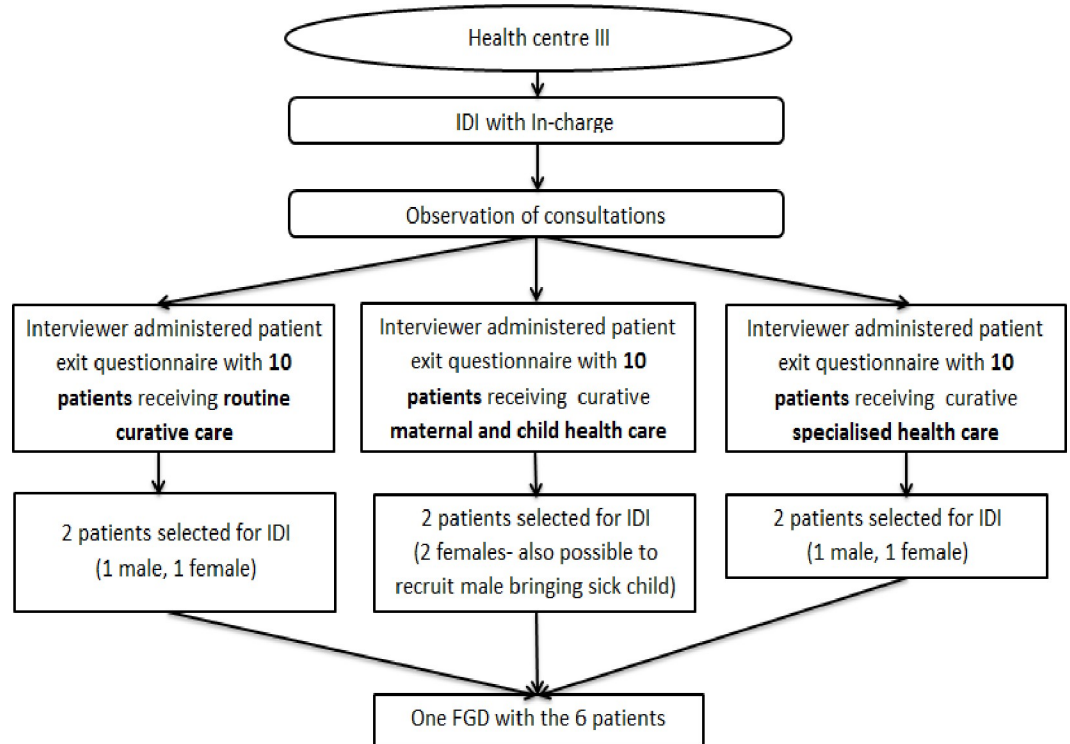 Health centre III
IDI with In-charge
Observation of consultations
Interviewer administered patient
exit questionnaire with 10
patients receiving routine
curative care
Interviewer administered patient
exit questionnaire with 10
patients receiving curative
maternal and child health care
Interviewer administered patient
exit questionnaire with 10
patients receiving curative
specialised health care
2 patients selected for IDI
(1 male, 1 female)
2 patients selected for IDI
(2 females- also possible to
recruit male bringing sick child)
2 patients selected for IDI
(1 male, 1 female)
One FGD with the 6 patients